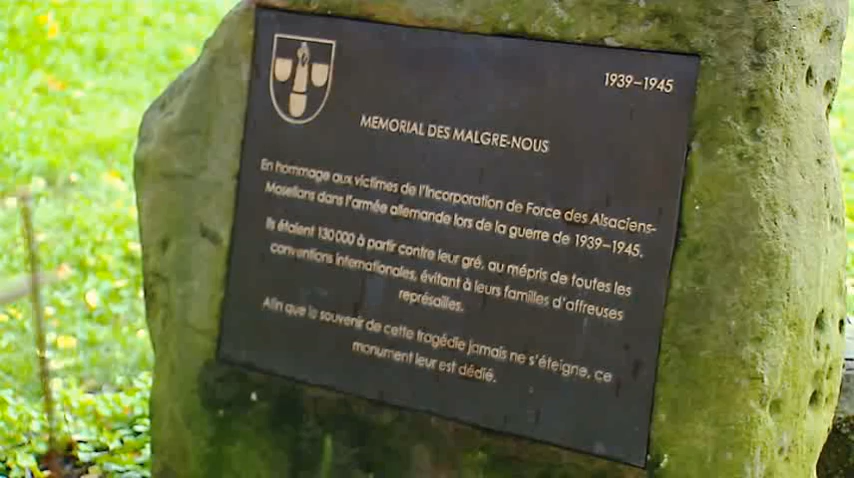 1939-1945
MEMORIAL DES MALGRE-NOUS
En hommage aux victimes de l'Incorporation de Force des Alsaciens-
Mosellans dans l'armée allemande lors de la guerre de 1939-1945.
Ils étaient 130 000 à partir contre leur gré, au mépris de toutes les
conventions internationales, évitant à leurs familles d'affreuses
représailles.
Afin que le souvenir de cette tragédie jamais ne s'éteigne, ce
monument leur est dédié.